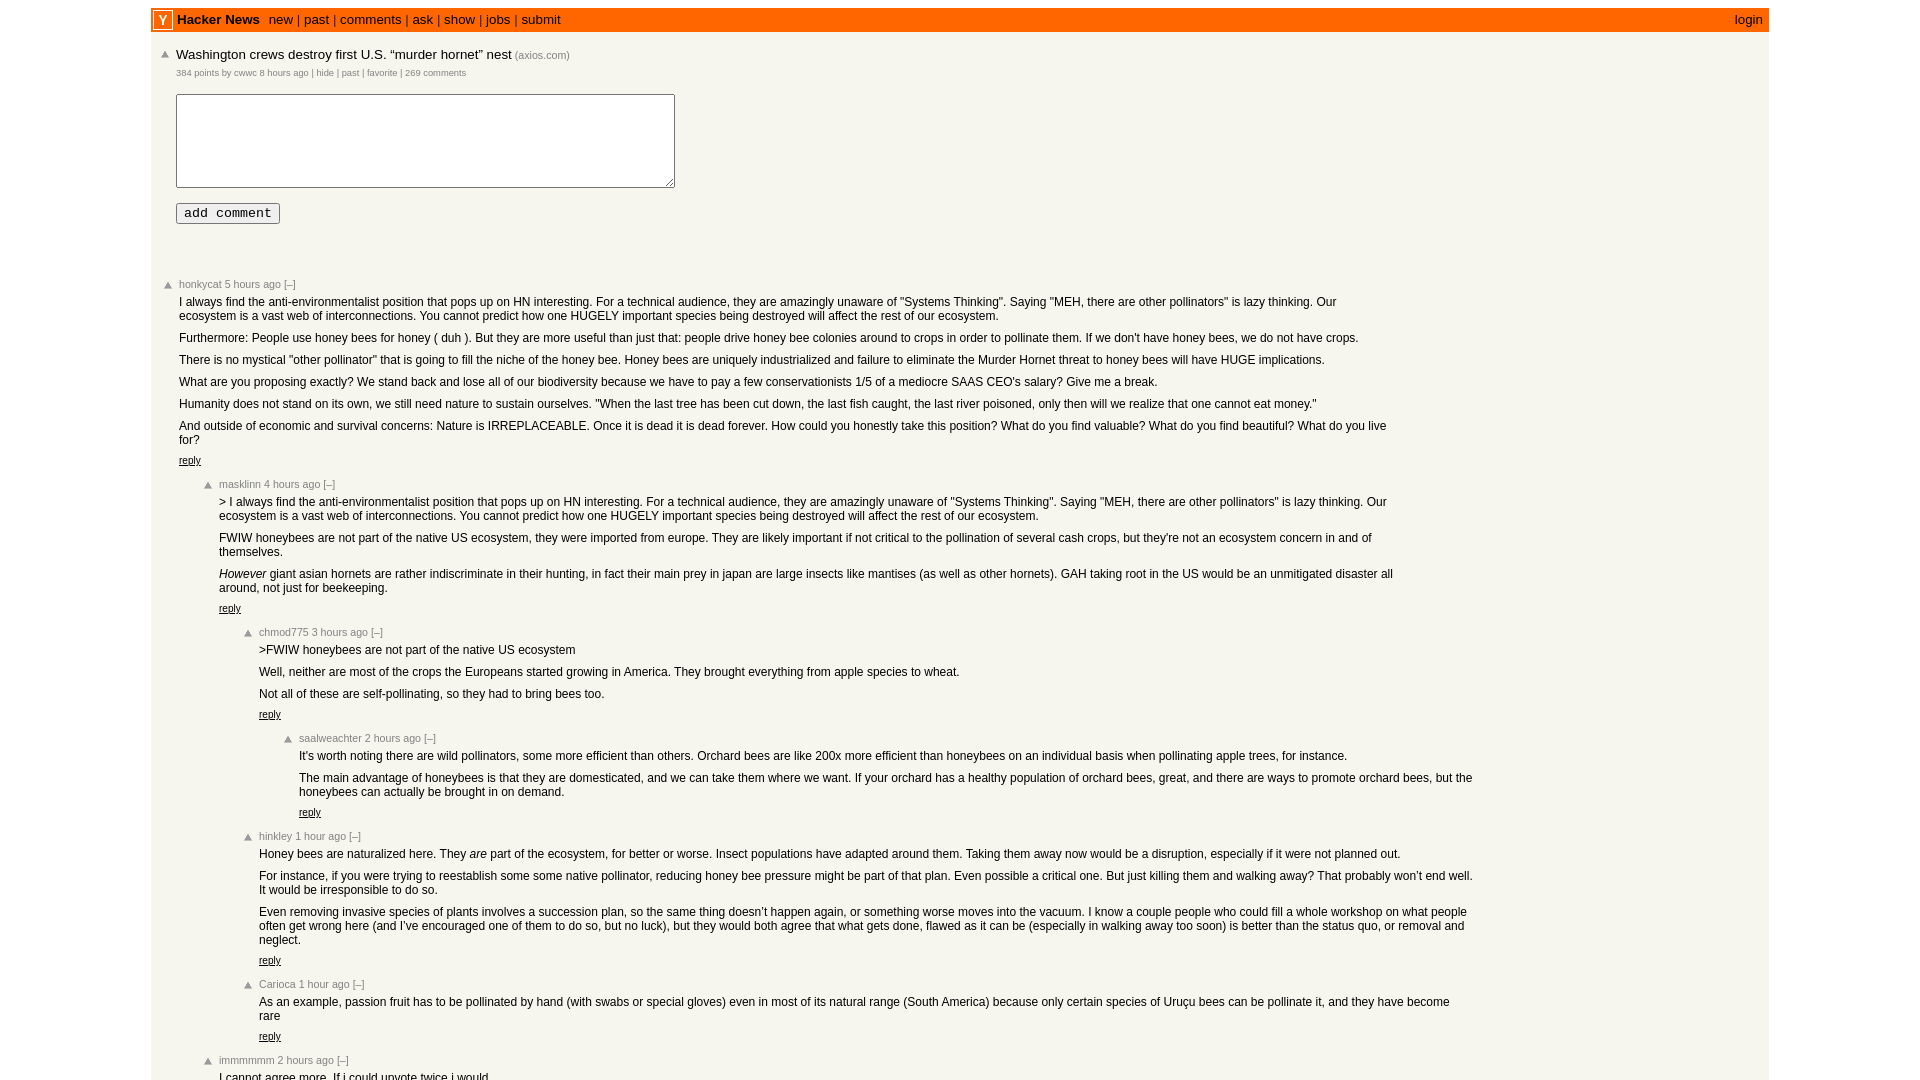 Y Hacker News new | past | comments | ask | show | jobs | submit login
Washington crews destroy first U.S. “murder hornet” nest (axios.com)
384 points by cwwc 8 hours ago | hide | past | favorite | 269 comments
add comment
honkycat 5 hours ago [–]
I always find the anti-environmentalist position that pops up on HN interesting. For a technical audience, they are amazingly unaware of "Systems Thinking". Saying "MEH, there are other pollinators" is lazy thinking. Our
ecosystem is a vast web of interconnections. You cannot predict how one HUGELY important species being destroyed will affect the rest of our ecosystem.
Furthermore: People use honey bees for honey ( duh ). But they are more useful than just that: people drive honey bee colonies around to crops in order to pollinate them. If we don't have honey bees, we do not have crops.
There is no mystical "other pollinator" that is going to fill the niche of the honey bee. Honey bees are uniquely industrialized and failure to eliminate the Murder Hornet threat to honey bees will have HUGE implications.
What are you proposing exactly? We stand back and lose all of our biodiversity because we have to pay a few conservationists 1/5 of a mediocre SAAS CEO's salary? Give me a break.
Humanity does not stand on its own, we still need nature to sustain ourselves. "When the last tree has been cut down, the last fish caught, the last river poisoned, only then will we realize that one cannot eat money."
And outside of economic and survival concerns: Nature is IRREPLACEABLE. Once it is dead it is dead forever. How could you honestly take this position? What do you find valuable? What do you find beautiful? What do you live
for?
reply
masklinn 4 hours ago [–]
> I always find the anti-environmentalist position that pops up on HN interesting. For a technical audience, they are amazingly unaware of "Systems Thinking". Saying "MEH, there are other pollinators" is lazy thinking. Our
ecosystem is a vast web of interconnections. You cannot predict how one HUGELY important species being destroyed will affect the rest of our ecosystem.
FWIW honeybees are not part of the native US ecosystem, they were imported from europe. They are likely important if not critical to the pollination of several cash crops, but they're not an ecosystem concern in and of
themselves.
However giant asian hornets are rather indiscriminate in their hunting, in fact their main prey in japan are large insects like mantises (as well as other hornets). GAH taking root in the US would be an unmitigated disaster all
around, not just for beekeeping.
reply
chmod775 3 hours ago [–]
>FWIW honeybees are not part of the native US ecosystem
Well, neither are most of the crops the Europeans started growing in America. They brought everything from apple species to wheat.
Not all of these are self-pollinating, so they had to bring bees too.
reply
saalweachter 2 hours ago [–]
It's worth noting there are wild pollinators, some more efficient than others. Orchard bees are like 200x more efficient than honeybees on an individual basis when pollinating apple trees, for instance.
The main advantage of honeybees is that they are domesticated, and we can take them where we want. If your orchard has a healthy population of orchard bees, great, and there are ways to promote orchard bees, but the
honeybees can actually be brought in on demand.
reply
hinkley 1 hour ago [–]
Honey bees are naturalized here. They are part of the ecosystem, for better or worse. Insect populations have adapted around them. Taking them away now would be a disruption, especially if it were not planned out.
For instance, if you were trying to reestablish some some native pollinator, reducing honey bee pressure might be part of that plan. Even possible a critical one. But just killing them and walking away? That probably won’t end well.
It would be irresponsible to do so.
Even removing invasive species of plants involves a succession plan, so the same thing doesn’t happen again, or something worse moves into the vacuum. I know a couple people who could fill a whole workshop on what people
often get wrong here (and I’ve encouraged one of them to do so, but no luck), but they would both agree that what gets done, flawed as it can be (especially in walking away too soon) is better than the status quo, or removal and
neglect.
reply
Carioca 1 hour ago [–]
As an example, passion fruit has to be pollinated by hand (with swabs or special gloves) even in most of its natural range (South America) because only certain species of Uruçu bees can be pollinate it, and they have become
rare
reply
imrnmmmm 2 hours ago [–]
I cannot agree more. If i could upvote twice i would.